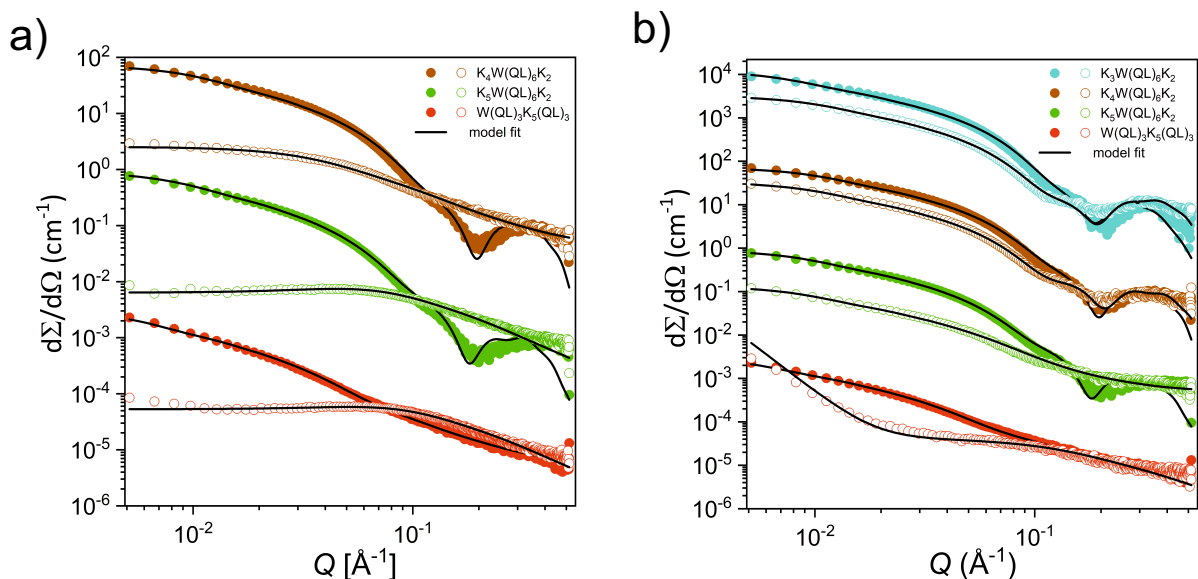 a)
10²
10¹
10⁰
10⁻¹
10⁻²
10⁻³
10⁻⁴
10⁻⁵
10⁻⁶
dΣ/dΩ (cm⁻¹)
K₄W(QL)₆K₂
K₅W(QL)₆K₂
W(QL)₃K₅(QL)₃
model fit
10⁻²
10⁻¹
Q [Å⁻¹]
b)
10⁴
10³
10²
10¹
10⁰
10⁻¹
10⁻²
10⁻³
10⁻⁴
10⁻⁵
10⁻⁶
dΣ/dΩ (cm⁻¹)
K₃W(QL)₆K₂
K₄W(QL)₆K₂
K₅W(QL)₆K₂
W(QL)₃K₅(QL)₃
model fit
10⁻²
10⁻¹
Q (Å⁻¹)